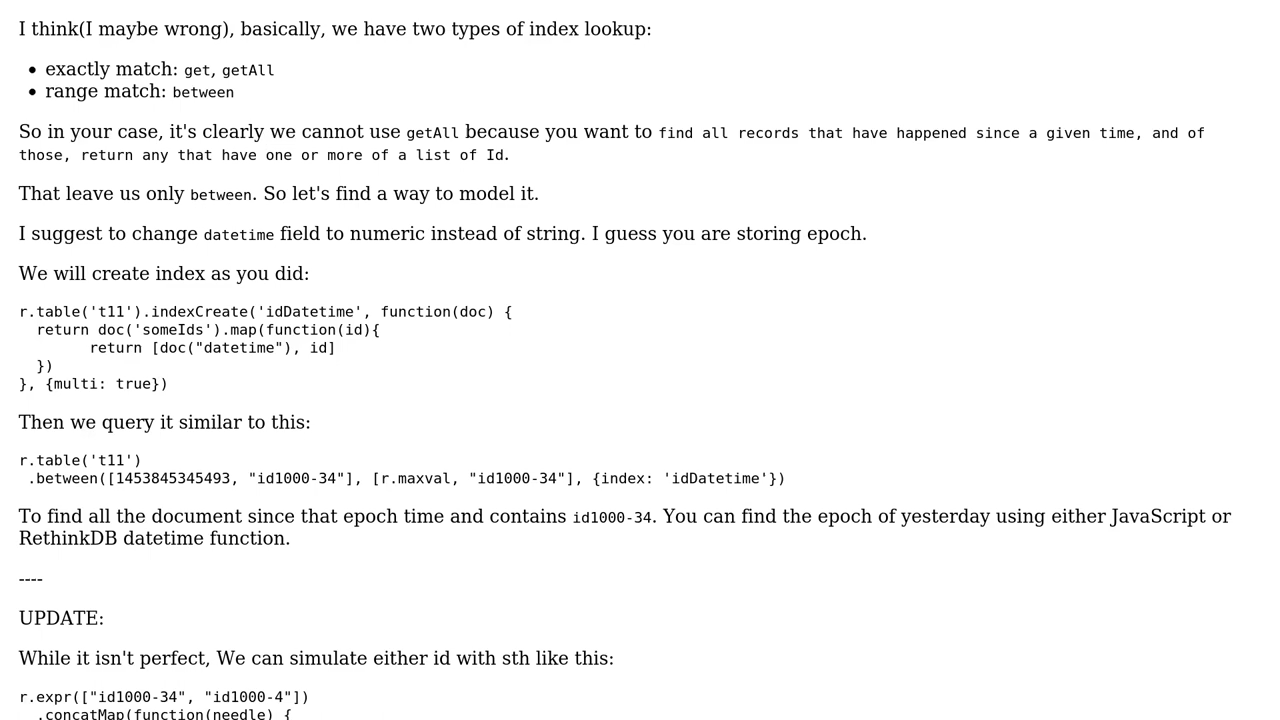 I think(I maybe wrong), basically, we have two types of index lookup:
• exactly match: get, getAll
• range match: between
So in your case, it's clearly we cannot use getAll because you want to find all records that have happened since a given time, and of
those, return any that have one or more of a list of Id.
That leave us only between. So let's find a way to model it.
I suggest to change datetime field to numeric instead of string. I guess you are storing epoch.
We will create index as you did:
r.table('t11').indexCreate('idDatetime', function(doc) {
  return doc('someIds').map(function(id){
        return [doc("datetime"), id]
  })
}, {multi: true})
Then we query it similar to this:
r.table('t11')
 .between([1453845345493, "id1000-34"], [r.maxval, "id1000-34"], {index: 'idDatetime'})
To find all the document since that epoch time and contains id1000-34. You can find the epoch of yesterday using either JavaScript or
RethinkDB datetime function.
----
UPDATE:
While it isn't perfect, We can simulate either id with sth like this:
r.expr(["id1000-34", "id1000-4"])
  .concatMap(function(needle) {